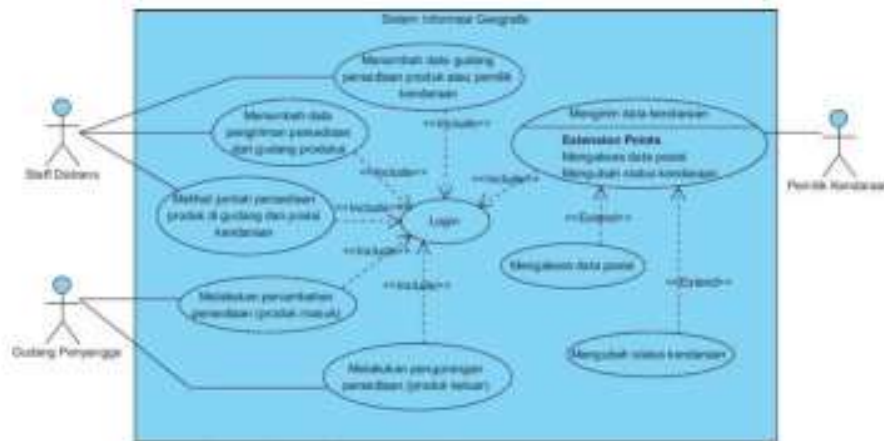 Sistem Informasi Geografis
Menambah data gudang
persediaan produk atau pemilik
kendaraan
Menambah data
pengiriman persediaan
dari gudang produksi
Mengirim data kendaraan
Extension Points
Mengakses data posisi
Mengubah status kendaraan
<<Include>>
<<Include>>
<<Include>>
<<Include>>
<<Include>>
<<Include>>
Staff Distribusi
Pemilik Kendaraan
Melihat jumlah persediaan
produk di gudang dan posisi
kendaraan
Login
<<Extend>>
Mengakses data posisi
<<Extend>>
Melakukan penambahan
persediaan (produk masuk)
Gudang Penyangga
Mengubah status kendaraan
Melakukan pengurangan
persediaan (produk keluar)